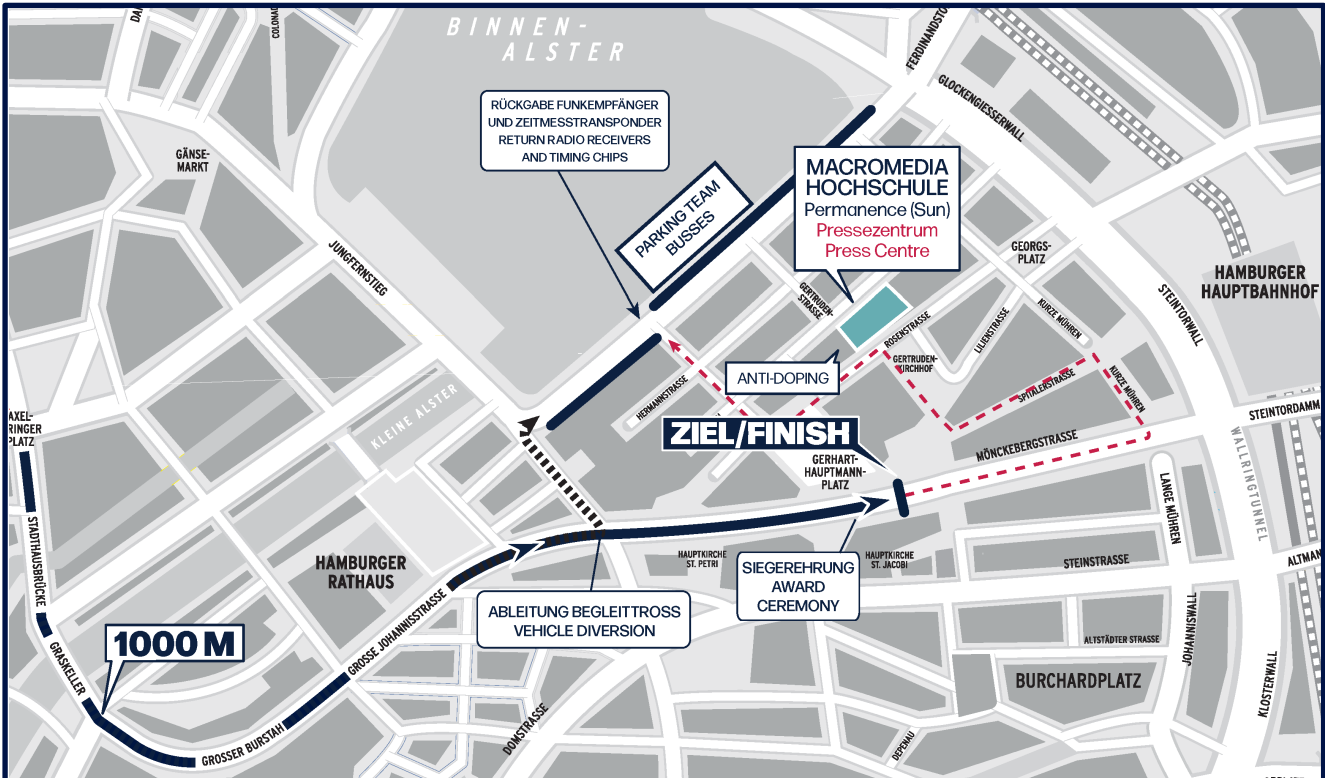 BINNEN-
ALSTER
COLONAD
FERDINANDSTO
GLOCKENGIESSERWALL
RÜCKGABE FUNKEMPFÄNGER
UND ZEITMESSTRANSPONDER
RETURN RADIO RECEIVERS
AND TIMING CHIPS
GÄNSE-
MARKT
MACROMEDIA
HOCHSCHULE
Permanence (Sun)
Pressezentrum
Press Centre
PARKING TEAM
BUSSES
JUNGFERNSTIEG
GEORGS-
PLATZ
HAMBURGER
HAUPTBAHNHOF
GERTRUDEN-
STRASSE
STEINTORWALL
KURZE MÜHREN
ROSENSTRASSE
LILIENSTRASSE
GERTRUDEN-
KIRCHHOF
ANTI-DOPING
HERMANNSTRASSE
SPITALERSTRASSE
KURZE MÜHREN
KLEINE ALSTER
AXEL-
RINGER
PLATZ
STEINTORDAMM
ZIEL/FINISH
MÖNCKEBERGSTRASSE
GERHART-
HAUPTMANN-
PLATZ
WALLRINGTUNNEL
LANGE MÜHREN
STADTHAUSBRÜCKE
HAMBURGER
RATHAUS
HAUPTKIRCHE
ST. PETRI
HAUPTKIRCHE
ST. JACOBI
STEINSTRASSE
ALTMAN
SIEGEREHRUNG
AWARD
CEREMONY
ABLEITUNG BEGLEITTROSS
VEHICLE DIVERSION
GROSSE JOHANNISSTRASSE
1000 M
GRASKELLER
ALTSTÄDTER STRASSE
JOHANNISWALL
BURCHARDPLATZ
KLOSTERWALL
GROSSER BURSTAH
DOMSTRASSE
DEPENAU